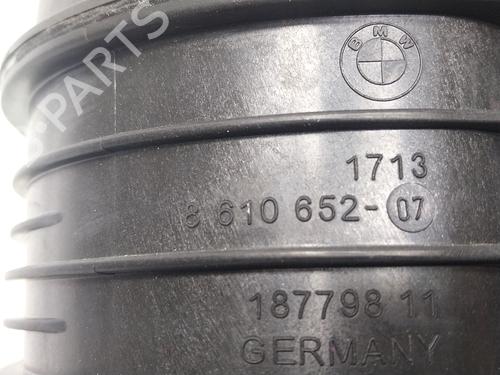 B-PARTS
BMW
1713
8 610 652- 07
187798 11
GERMANY